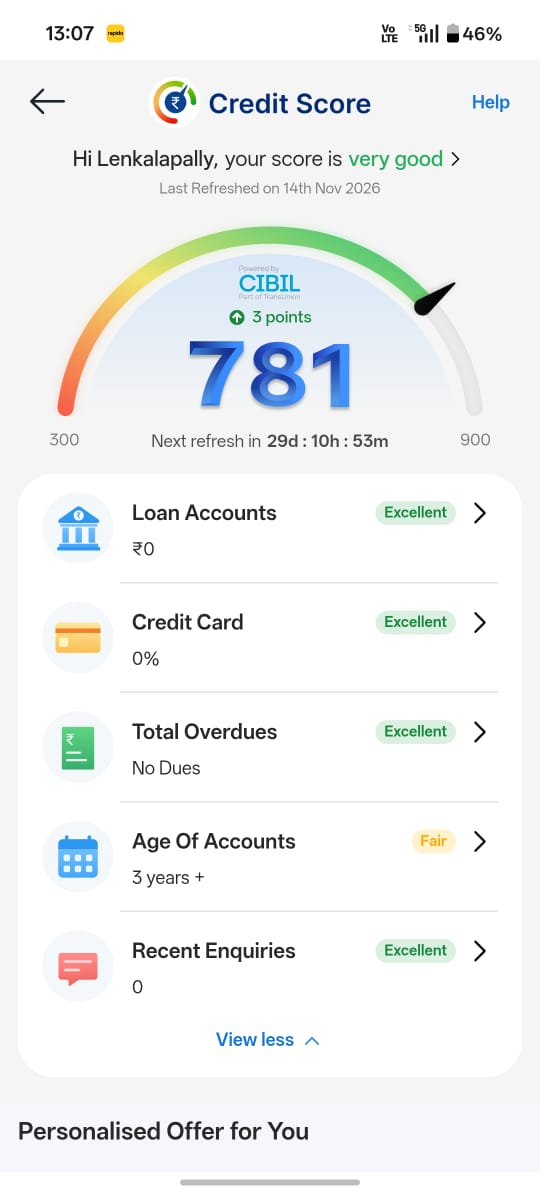 13:07 rapido Vo LTE 5G 46%
Credit Score Help
Hi Lenkalapally, your score is very good >
Last Refreshed on 14th Nov 2026
Powered by
CIBIL
Part of TransUnion
3 points
781
300 Next refresh in 29d : 10h : 53m 900
Loan Accounts Excellent
₹0
Credit Card Excellent
0%
Total Overdues Excellent
No Dues
Age Of Accounts Fair
3 years +
Recent Enquiries Excellent
0
View less
Personalised Offer for You